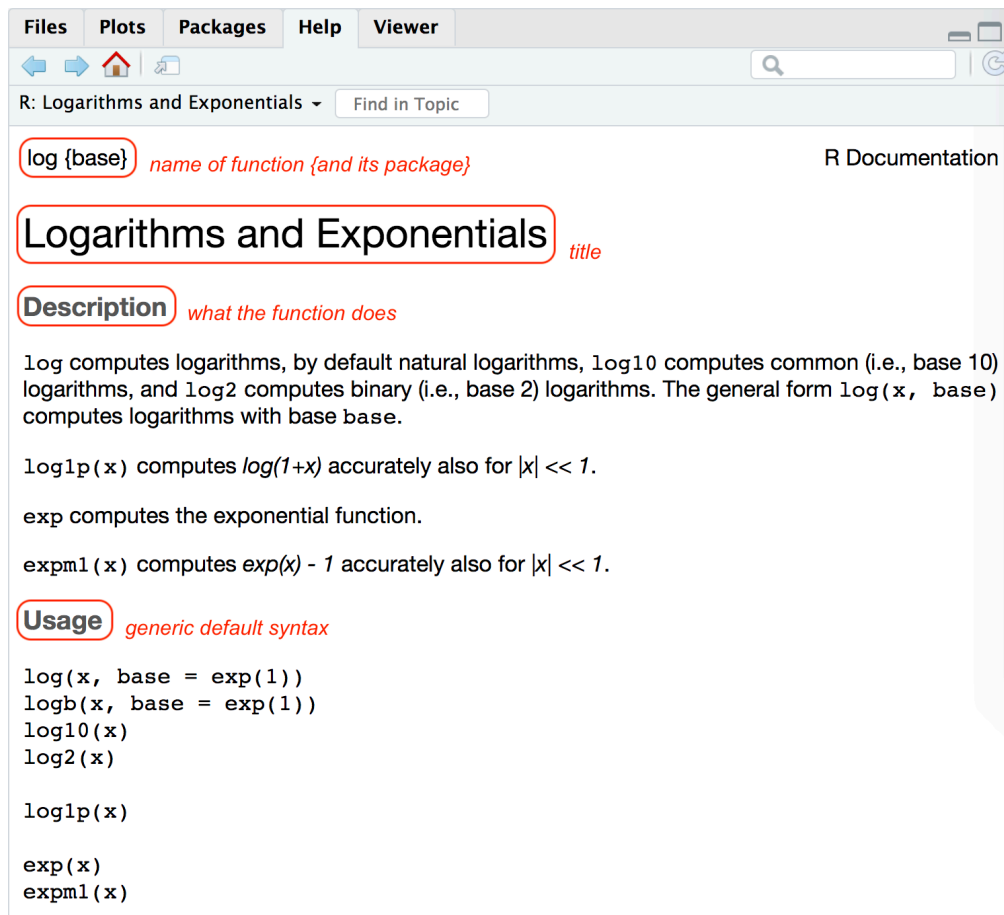 Files Plots Packages Help Viewer
R: Logarithms and Exponentials Find in Topic
log {base} name of function {and its package} R Documentation
Logarithms and Exponentials title
Description what the function does
log computes logarithms, by default natural logarithms, log10 computes common (i.e., base 10)
logarithms, and log2 computes binary (i.e., base 2) logarithms. The general form log(x, base)
computes logarithms with base base.
log1p(x) computes log(1+x) accurately also for |x| << 1.
exp computes the exponential function.
expm1(x) computes exp(x) - 1 accurately also for |x| << 1.
Usage generic default syntax
log(x, base = exp(1))
logb(x, base = exp(1))
log10(x)
log2(x)
log1p(x)
exp(x)
expm1(x)